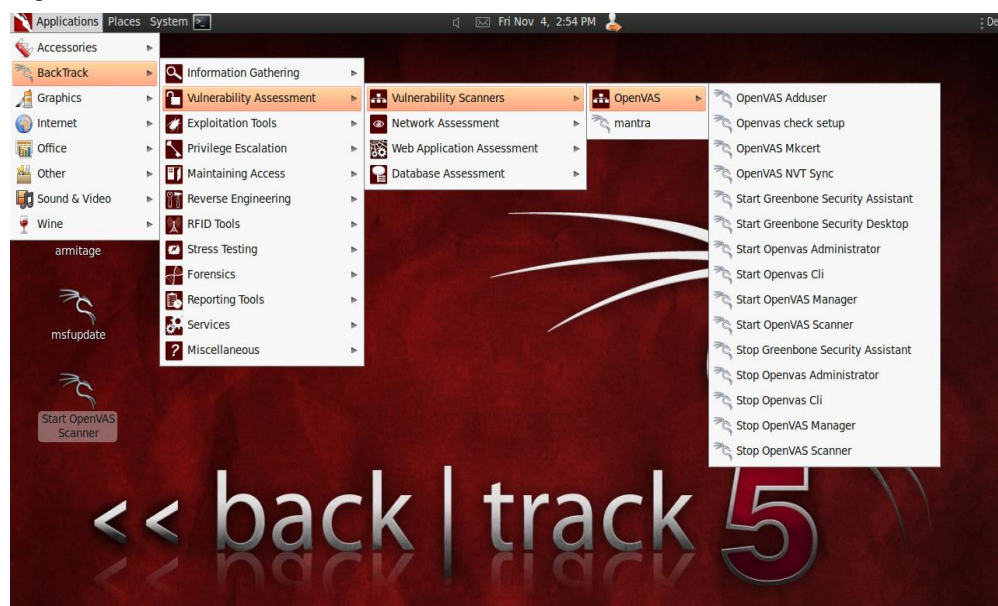 Applications Places System Fri Nov 4, 2:54 PM De
Accessories
BackTrack
Graphics
Internet
Office
Other
Sound & Video
Wine
Information Gathering
Vulnerability Assessment
Exploitation Tools
Privilege Escalation
Maintaining Access
Reverse Engineering
RFID Tools
Stress Testing
Forensics
Reporting Tools
Services
Miscellaneous
Vulnerability Scanners
Network Assessment
Web Application Assessment
Database Assessment
OpenVAS
mantra
OpenVAS Adduser
Openvas check setup
OpenVAS Mkcert
OpenVAS NVT Sync
Start Greenbone Security Assistant
Start Greenbone Security Desktop
Start Openvas Administrator
Start Openvas Cli
Start OpenVAS Manager
Start OpenVAS Scanner
Stop Greenbone Security Assistant
Stop Openvas Administrator
Stop Openvas Cli
Stop OpenVAS Manager
Stop OpenVAS Scanner
armitage
msfupdate
Start OpenVAS
Scanner
<< back | track 5